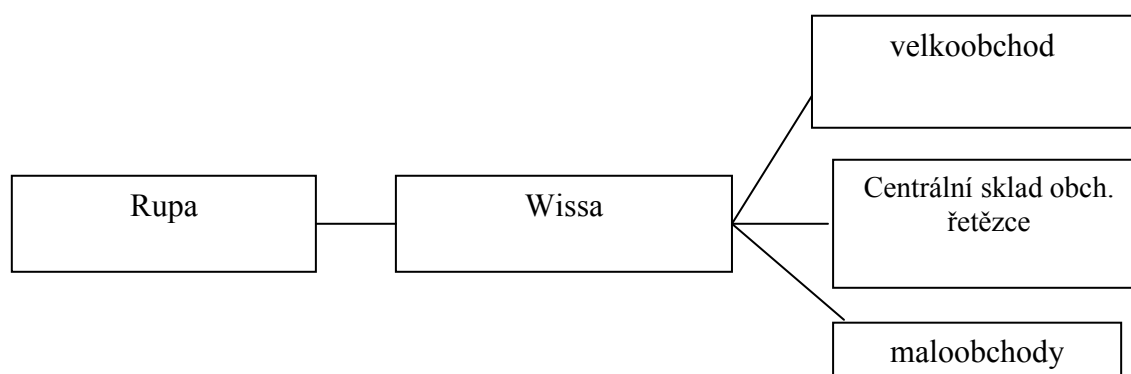 velkoobchod
Rupa
Wissa
Centrální sklad obch.
řetězce
maloobchody